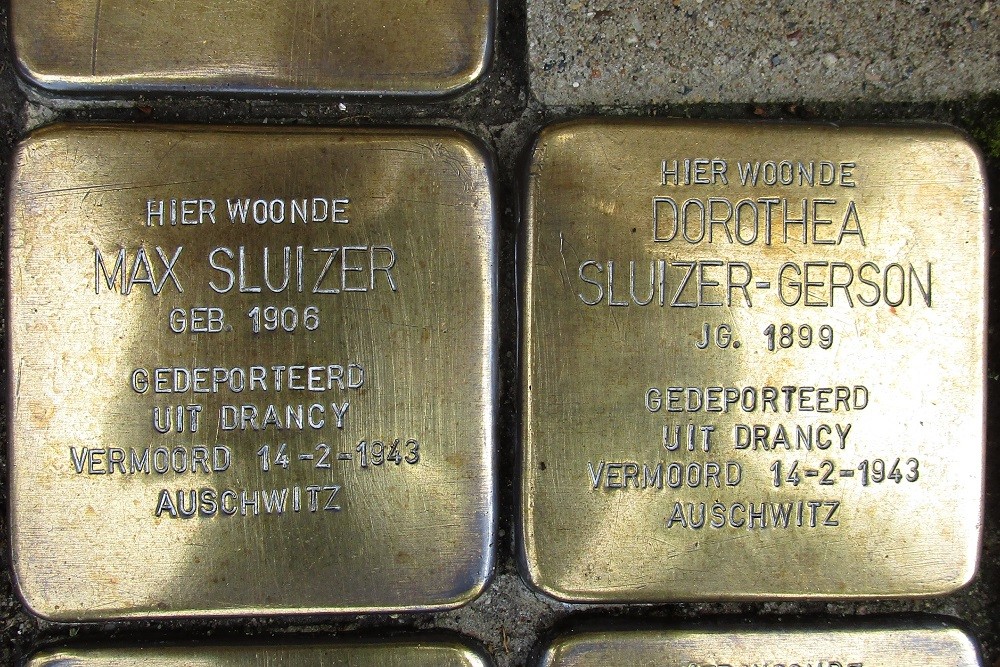 HIER WOONDE
MAX SLUIZER
GEB. 1906
GEDEPORTEERD
UIT DRANCY
VERMOORD 14-2-1943
AUSCHWITZ
HIER WOONDE
DOROTHEA
SLUIZER-GERSON
JG. 1899
GEDEPORTEERD
UIT DRANCY
VERMOORD 14-2-1943
AUSCHWITZ